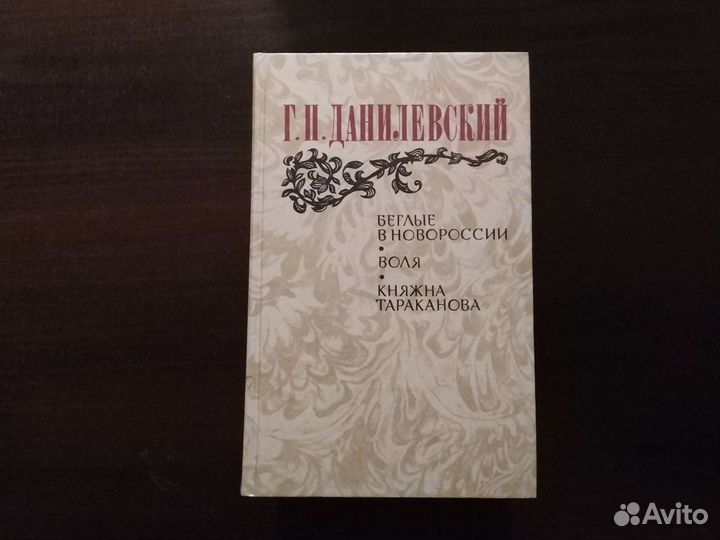 Г.П.ДАНИЛЕВСКИЙ
БЕГЛЫЕ
В НОВОРОССИИ
•
ВОЛЯ
•
КНЯЖНА
ТАРАКАНОВА
Avito